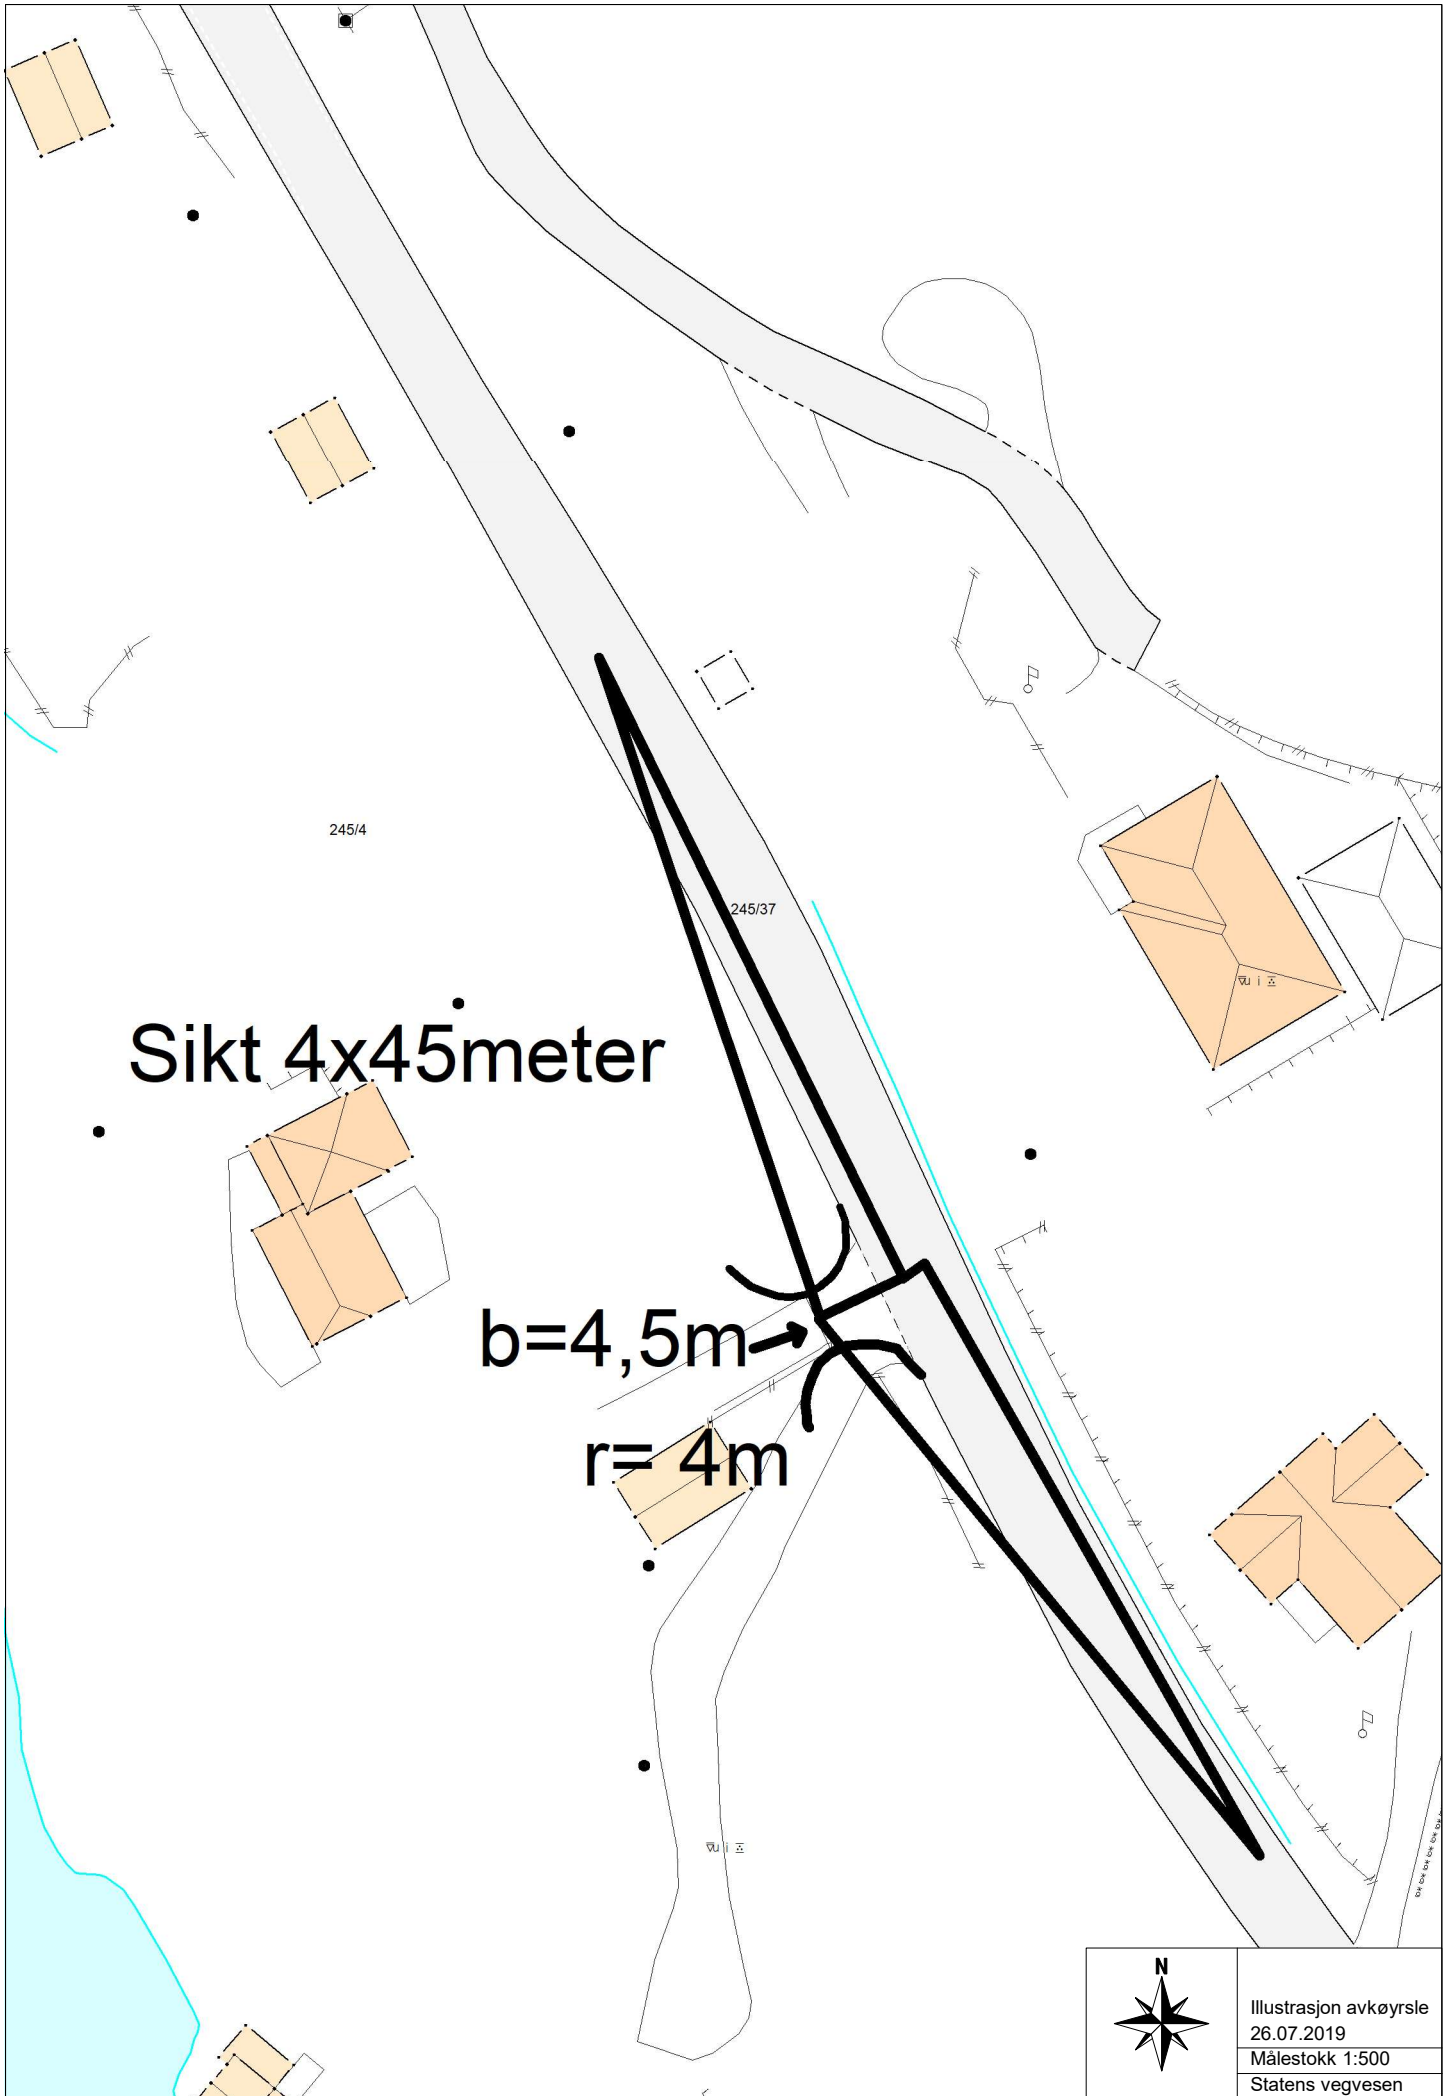 245/4
245/37
Sikt 4x45meter
b=4,5m
r= 4m
N
Illustrasjon avkøyrsle
26.07.2019
Målestokk 1:500
Statens vegvesen